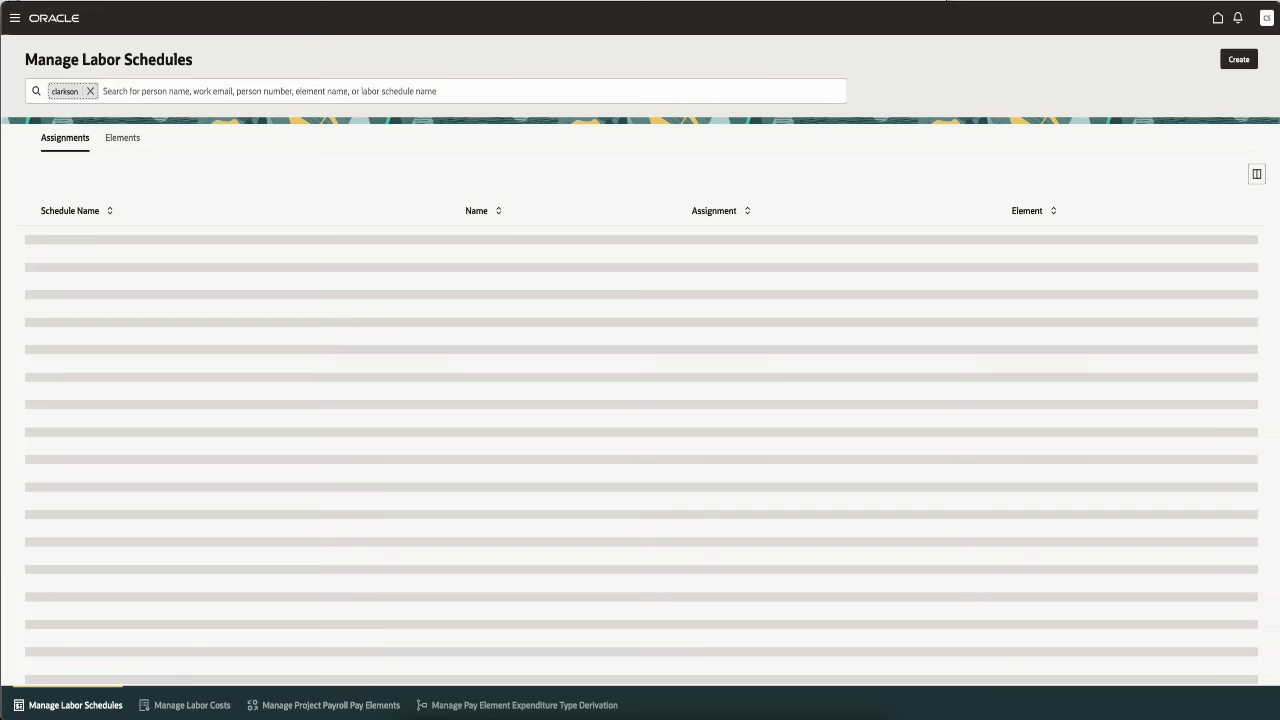 ORACLE
CS
Manage Labor Schedules
Create
clarkson Search for person name, work email, person number, element name, or labor schedule name
Assignments Elements
Schedule Name Name Assignment Element
Manage Labor Schedules Manage Labor Costs Manage Project Payroll Pay Elements Manage Pay Element Expenditure Type Derivation